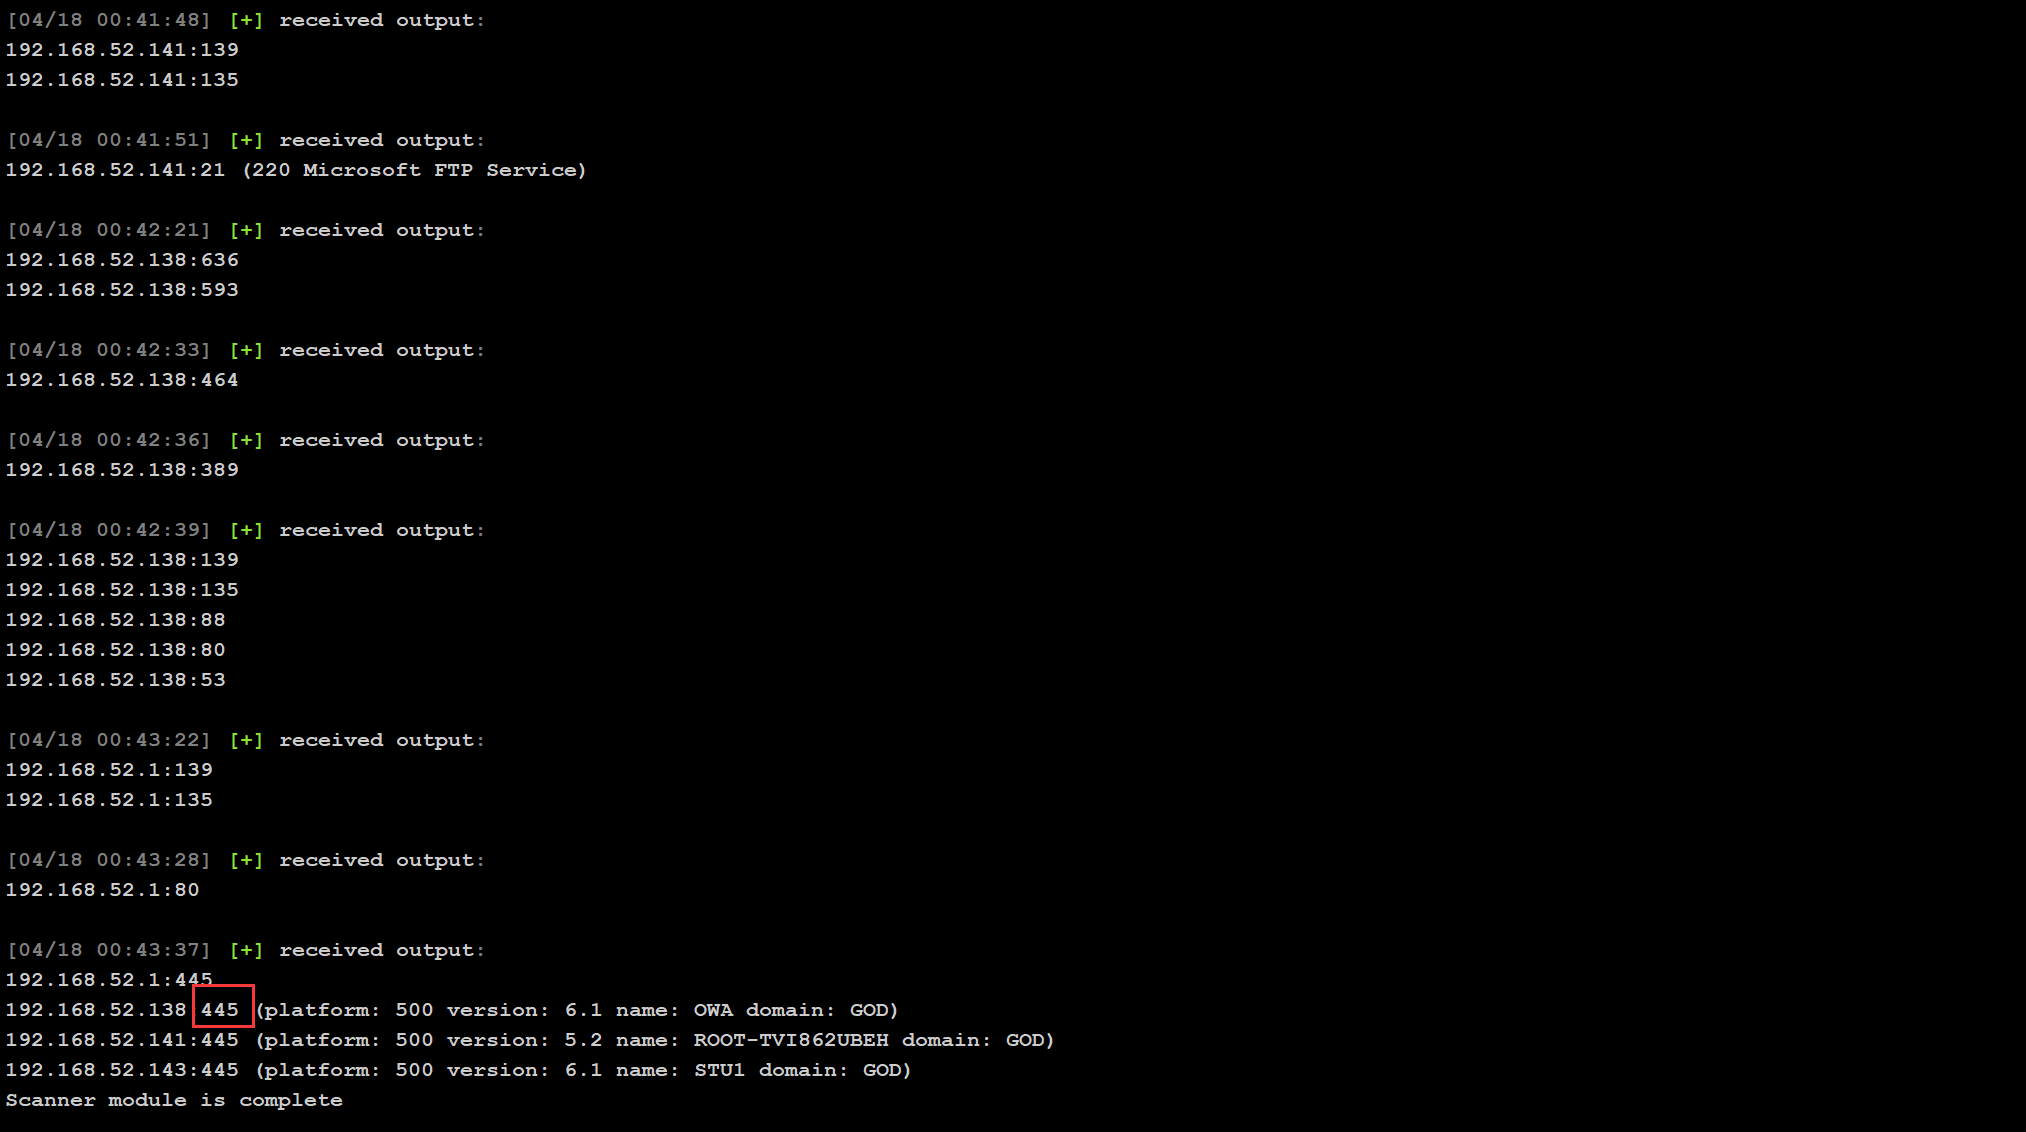 [04/18 00:41:48] [+] received output:
192.168.52.141:139
192.168.52.141:135
[04/18 00:41:51] [+] received output:
192.168.52.141:21 (220 Microsoft FTP Service)
[04/18 00:42:21] [+] received output:
192.168.52.138:636
192.168.52.138:593
[04/18 00:42:33] [+] received output:
192.168.52.138:464
[04/18 00:42:36] [+] received output:
192.168.52.138:389
[04/18 00:42:39] [+] received output:
192.168.52.138:139
192.168.52.138:135
192.168.52.138:88
192.168.52.138:80
192.168.52.138:53
[04/18 00:43:22] [+] received output:
192.168.52.1:139
192.168.52.1:135
[04/18 00:43:28] [+] received output:
192.168.52.1:80
[04/18 00:43:37] [+] received output:
192.168.52.1:445
192.168.52.138 445 (platform: 500 version: 6.1 name: OWA domain: GOD)
192.168.52.141:445 (platform: 500 version: 5.2 name: ROOT-TVI862UBEH domain: GOD)
192.168.52.143:445 (platform: 500 version: 6.1 name: STU1 domain: GOD)
Scanner module is complete